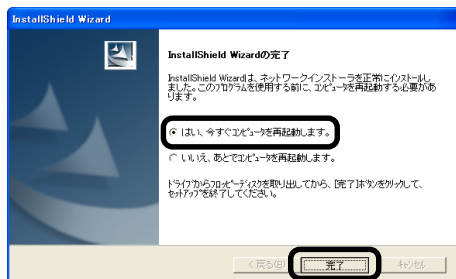 InstallShield Wizard
InstallShield Wizardの完了
InstallShield Wizardは、ネットワークインストーラを正常にインストールし
ました。このプログラムを使用する前に、コンピュータを再起動する必要があ
ります。
はい、今すぐコンピュータを再起動します。
いいえ、あとでコンピュータを再起動します。
ドライブからフロッピーディスクを取り出してから、[完了]ボタンをクリックして、
セットアップを終了してください。
< 戻る(B) 完了 キャンセル